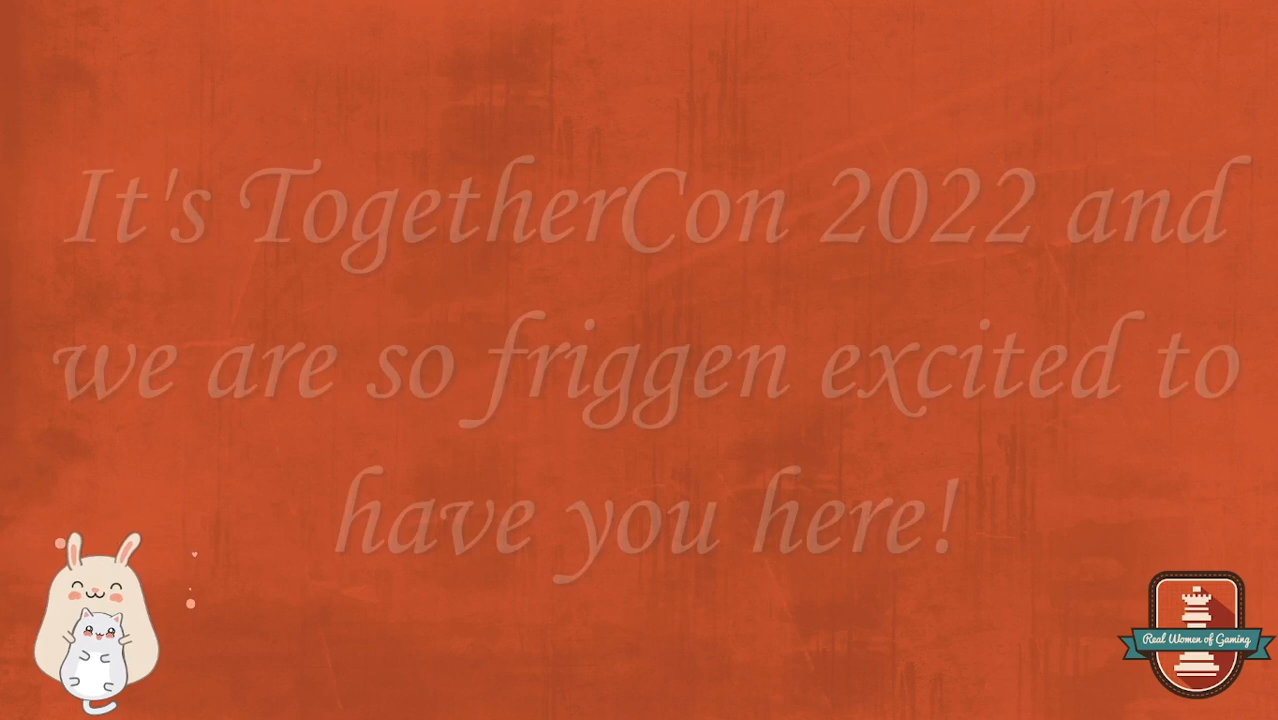 It's TogetherCon 2022 and
we are so friggen excited to
have you here!
Real Women of Gaming